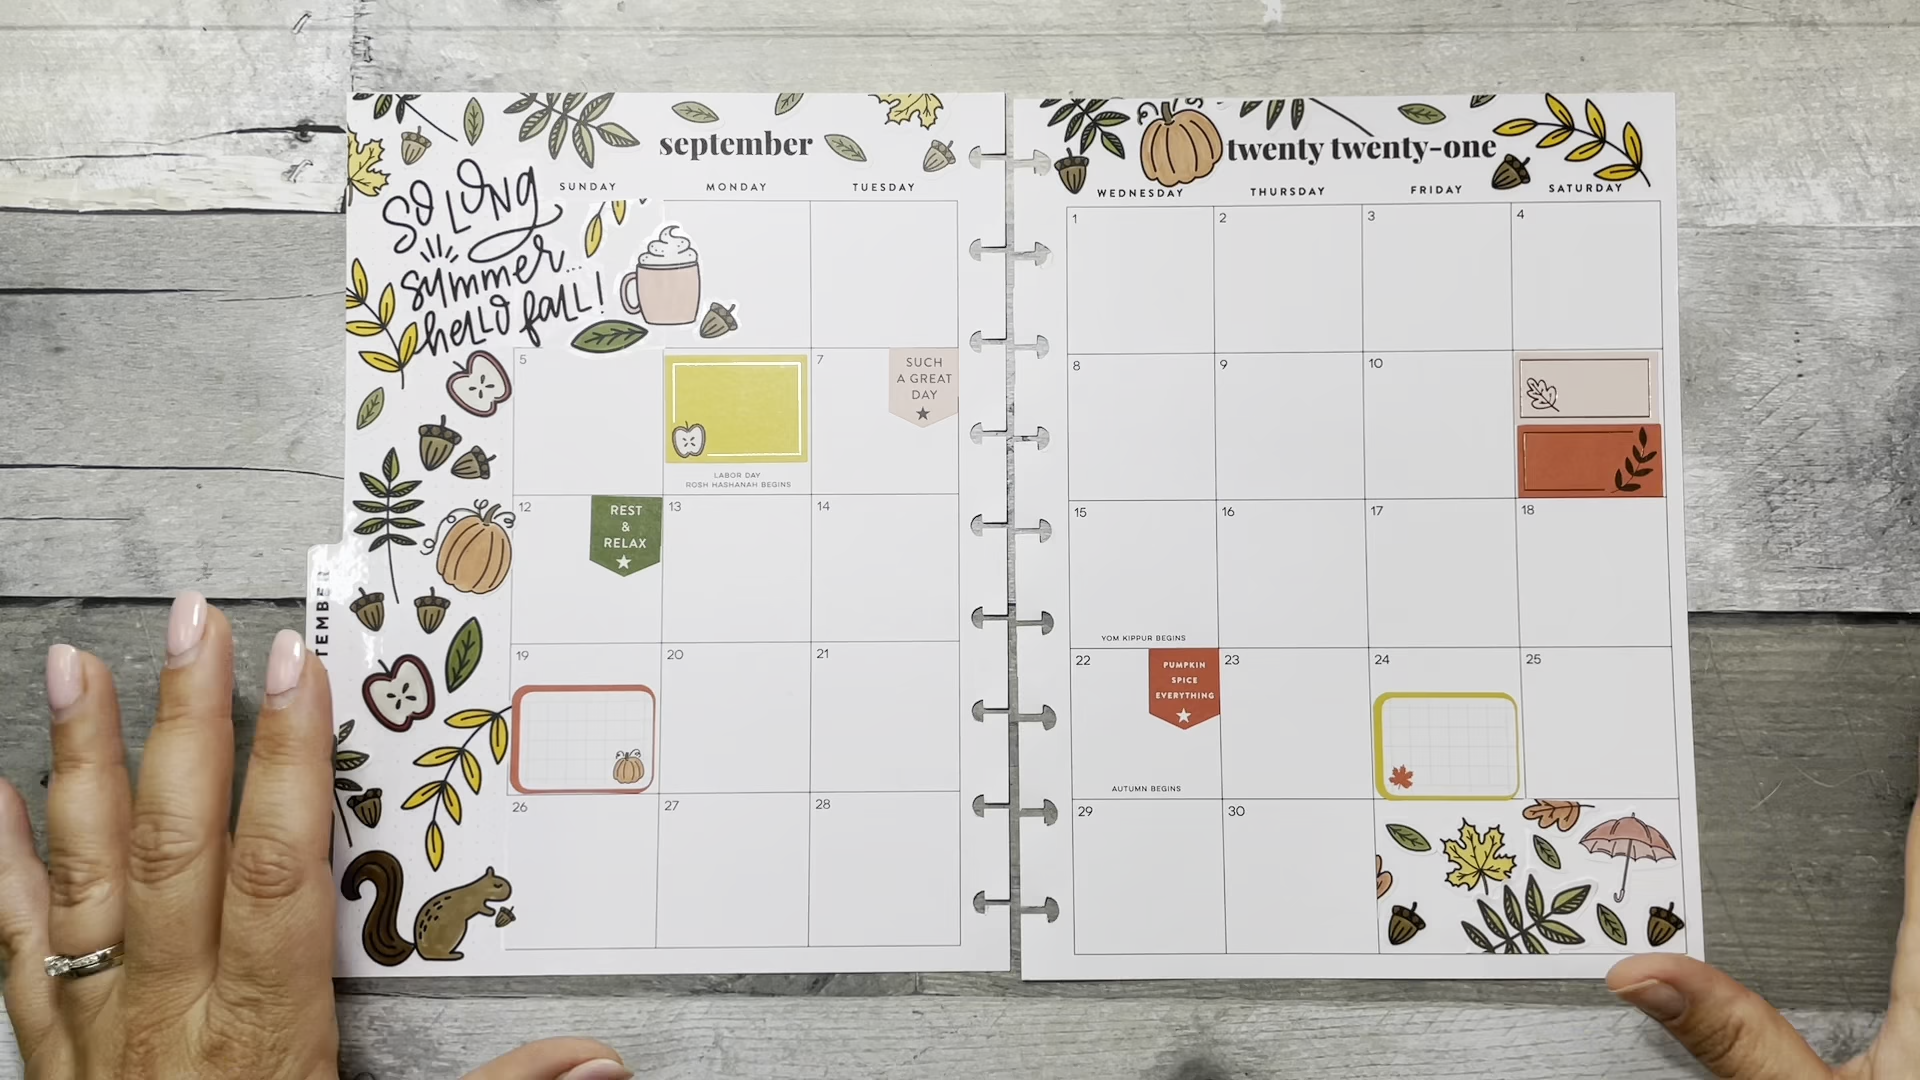 september
twenty twenty-one
SUNDAY MONDAY TUESDAY
WEDNESDAY THURSDAY FRIDAY SATURDAY
SO LONG
summer...
hello fall!
1 2 3 4
5
7
SUCH
A GREAT
DAY
LABOR DAY
ROSH HASHANAH BEGINS
8 9 10
12
REST
&
RELAX
13 14
15 16 17 18
YOM KIPPUR BEGINS
TEMBER
19 20 21
22
PUMPKIN
SPICE
EVERYTHING
AUTUMN BEGINS
23 24 25
26 27 28
29 30